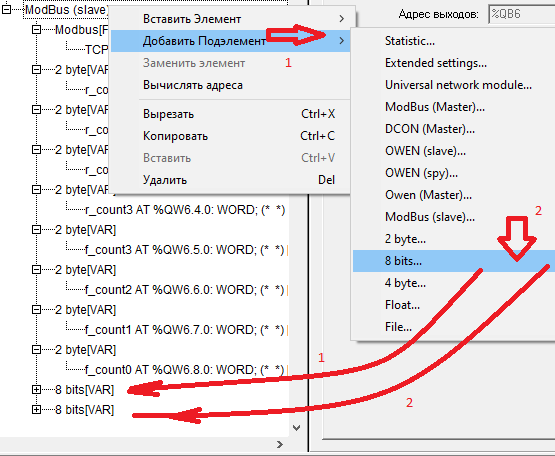 ModBus (slave)
Modbus[F
TCP
2 byte[VAR]
r_co
2 byte[VAR]
r_co
2 byte[VAR]
r_co
2 byte[VAR]
r_count3 AT %QW6.4.0: WORD; (* *)
2 byte[VAR]
f_count3 AT %QW6.5.0: WORD; (* *) [
2 byte[VAR]
f_count2 AT %QW6.6.0: WORD; (* *) [
2 byte[VAR]
f_count1 AT %QW6.7.0: WORD; (* *) [
2 byte[VAR]
f_count0 AT %QW6.8.0: WORD; (* *) [
8 bits[VAR]
8 bits[VAR]
Вставить Элемент
Добавить Подэлемент
Заменить элемент
Вычислять адреса
Вырезать Ctrl+X
Копировать Ctrl+C
Вставить Ctrl+V
Удалить Del
1
Адрес выходов: %QB6
Statistic...
Extended settings...
Universal network module...
ModBus (Master)...
DCON (Master)...
OWEN (slave)...
OWEN (spy)...
Owen (Master)...
ModBus (slave)...
2 byte...
8 bits...
4 byte...
Float...
File...
2
1
2